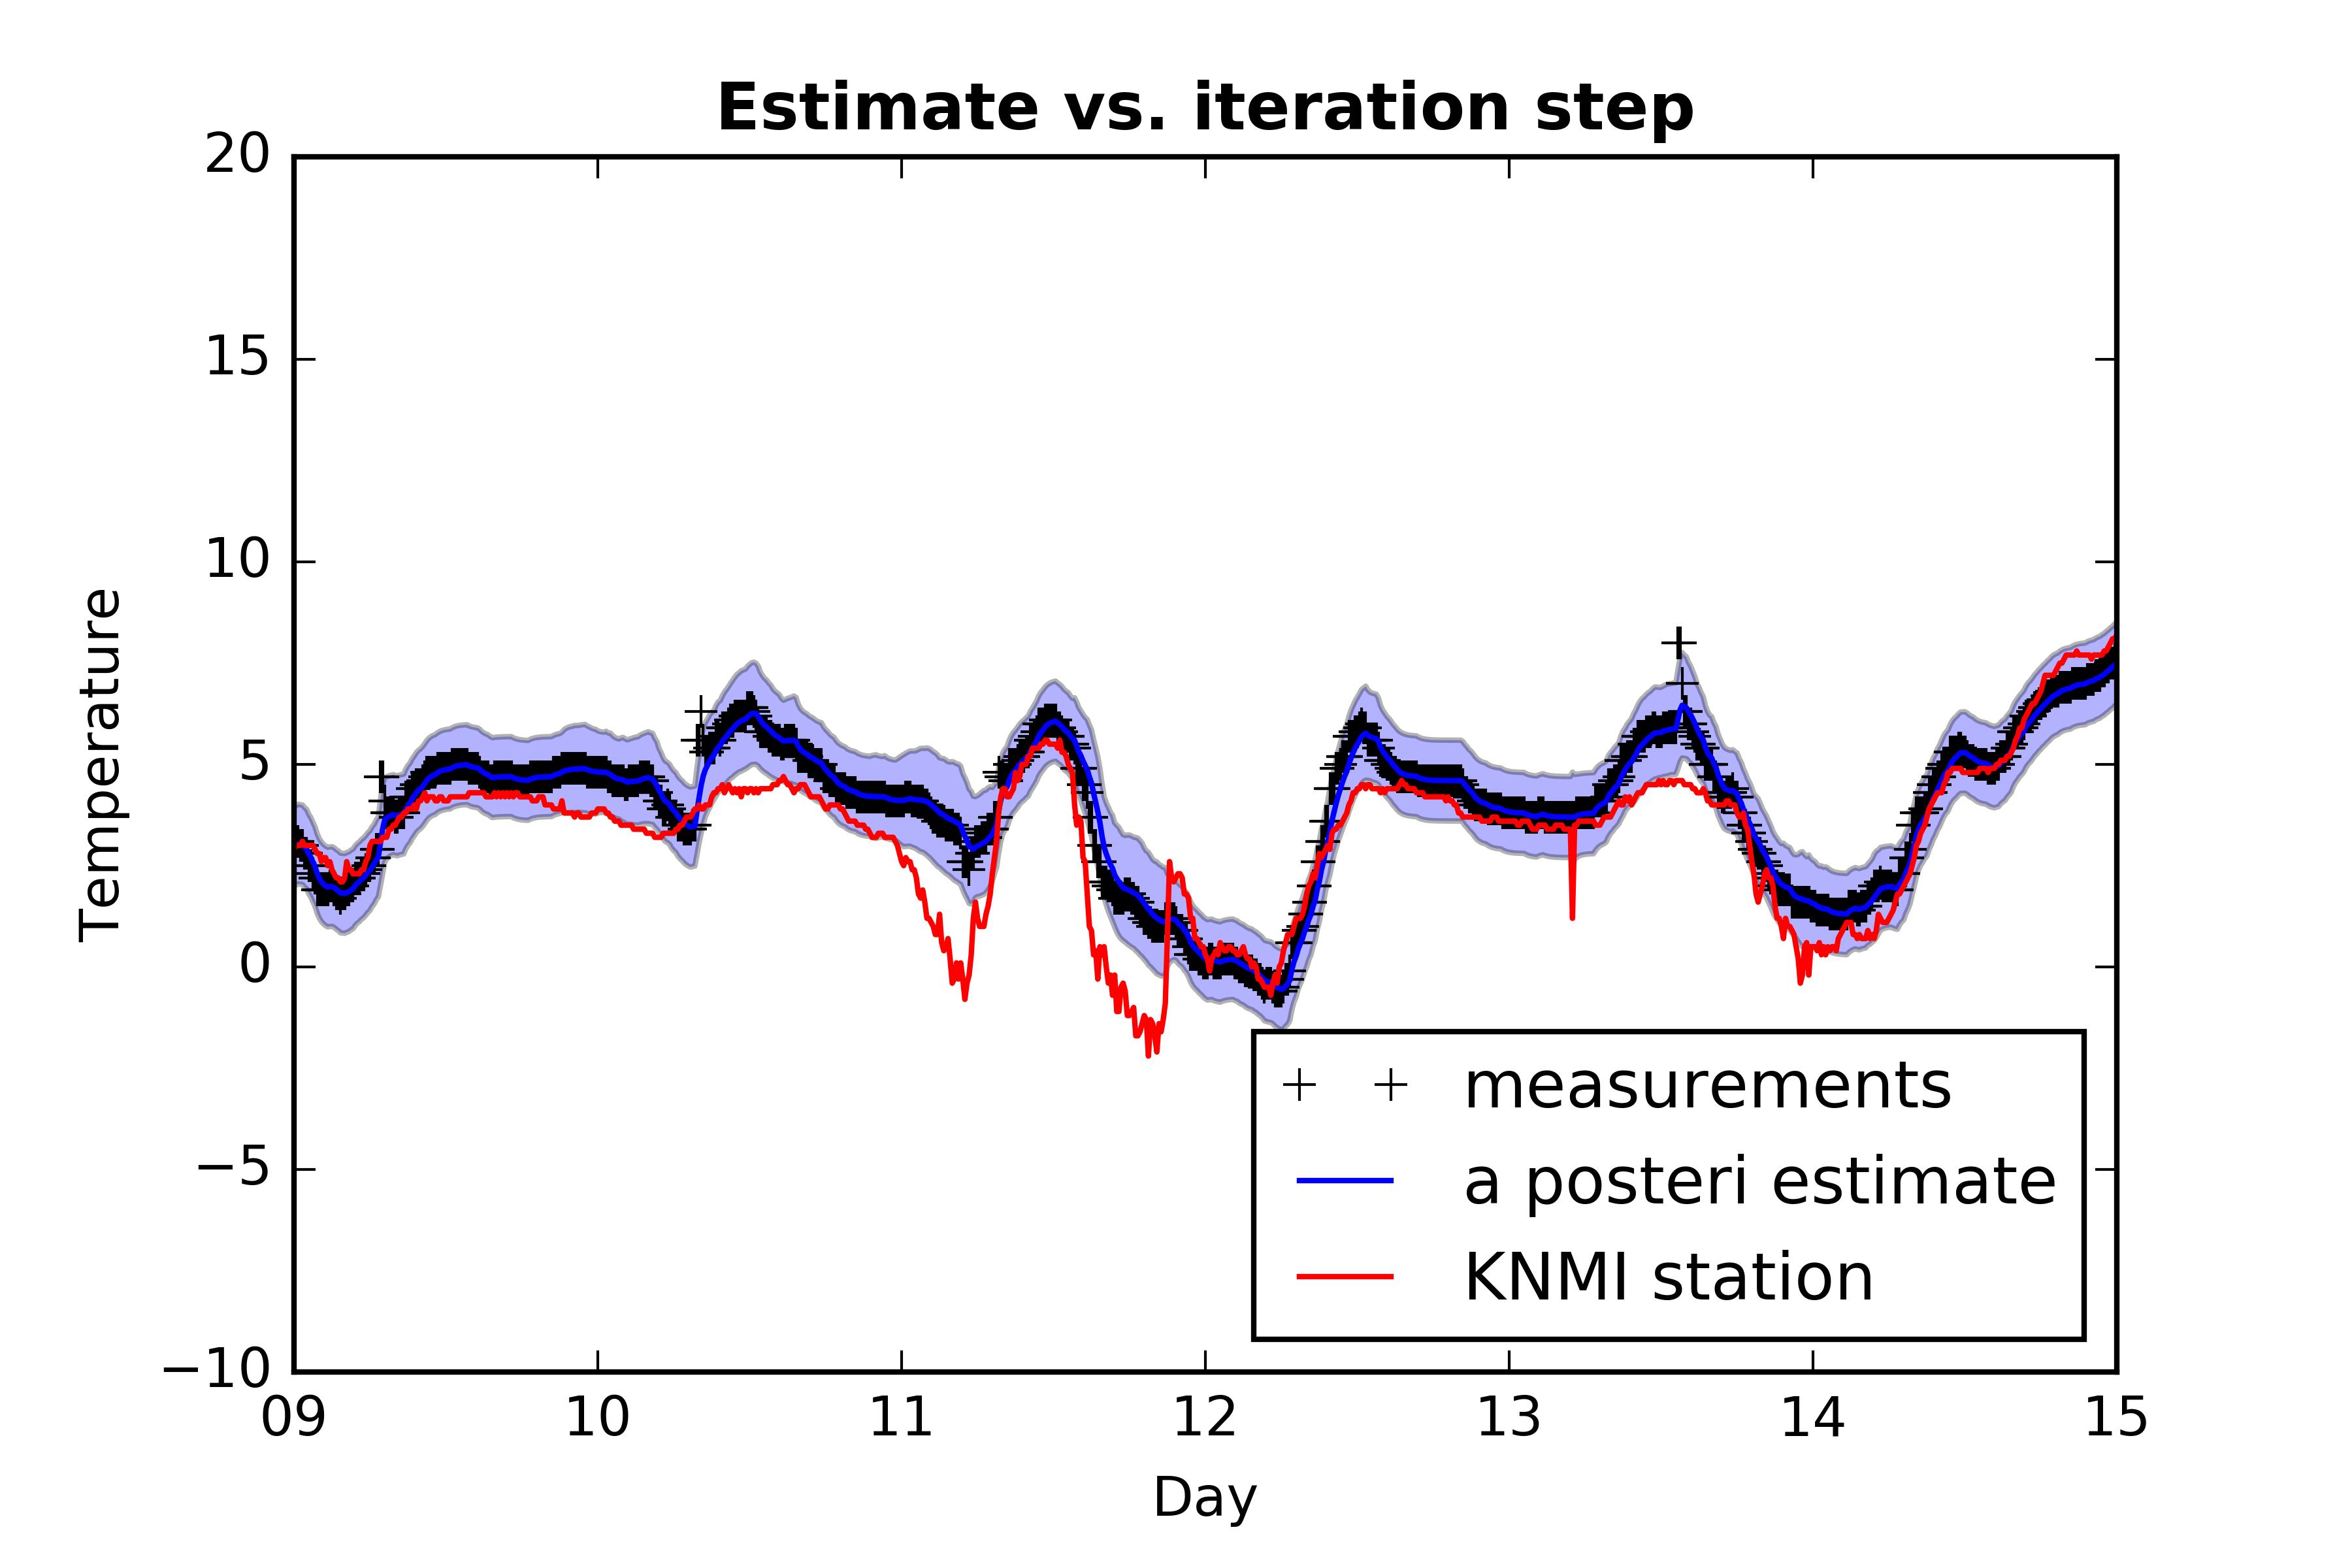 Estimate vs. iteration step
20
15
10
5
0
−5
−10
Temperature
measurements
a posteri estimate
KNMI station
09 10 11 12 13 14 15
Day